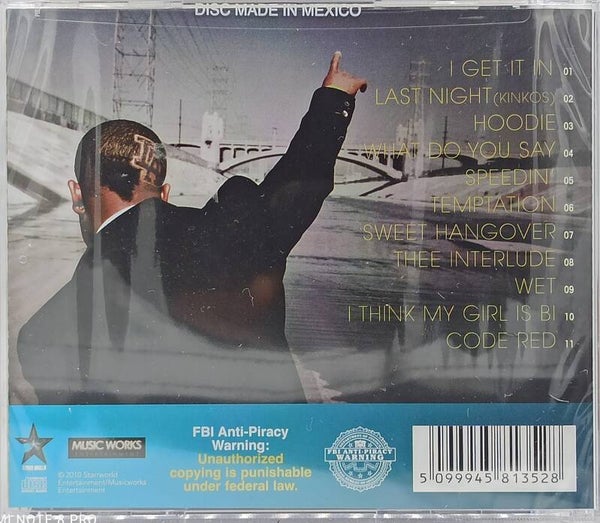 DISC MADE IN MEXICO
I GET IT IN 01
LAST NIGHT (KINKOS) 02
HOODIE 03
WHAT DO YOU SAY 04
SPEEDIN' 05
TEMPTATION 06
SWEET HANGOVER 07
THEE INTERLUDE 08
WET 09
I THINK MY GIRL IS BI 10
CODE RED 11
LA
MUSIC WORKS
©2010 Starrworld
Entertainment/Musicworks
Entertainment
FBI Anti-Piracy
Warning:
Unauthorized
copying is punishable
under federal law.
FBI ANTI-PIRACY
WARNING
5 099945 813528